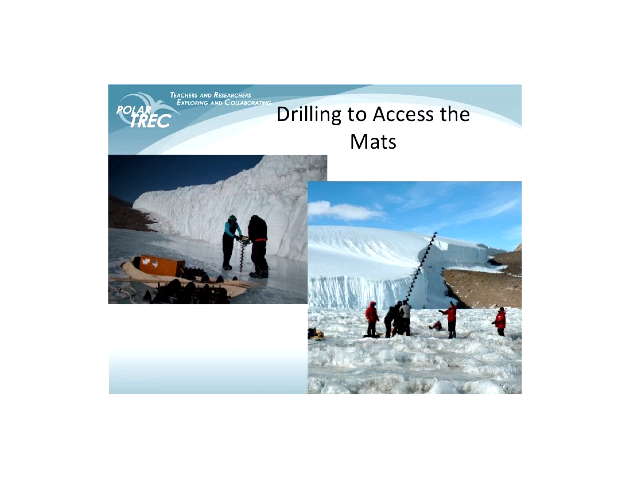 TEACHERS AND RESEARCHERS
EXPLORING AND COLLABORATING
POLAR
TREC
Drilling to Access the
Mats